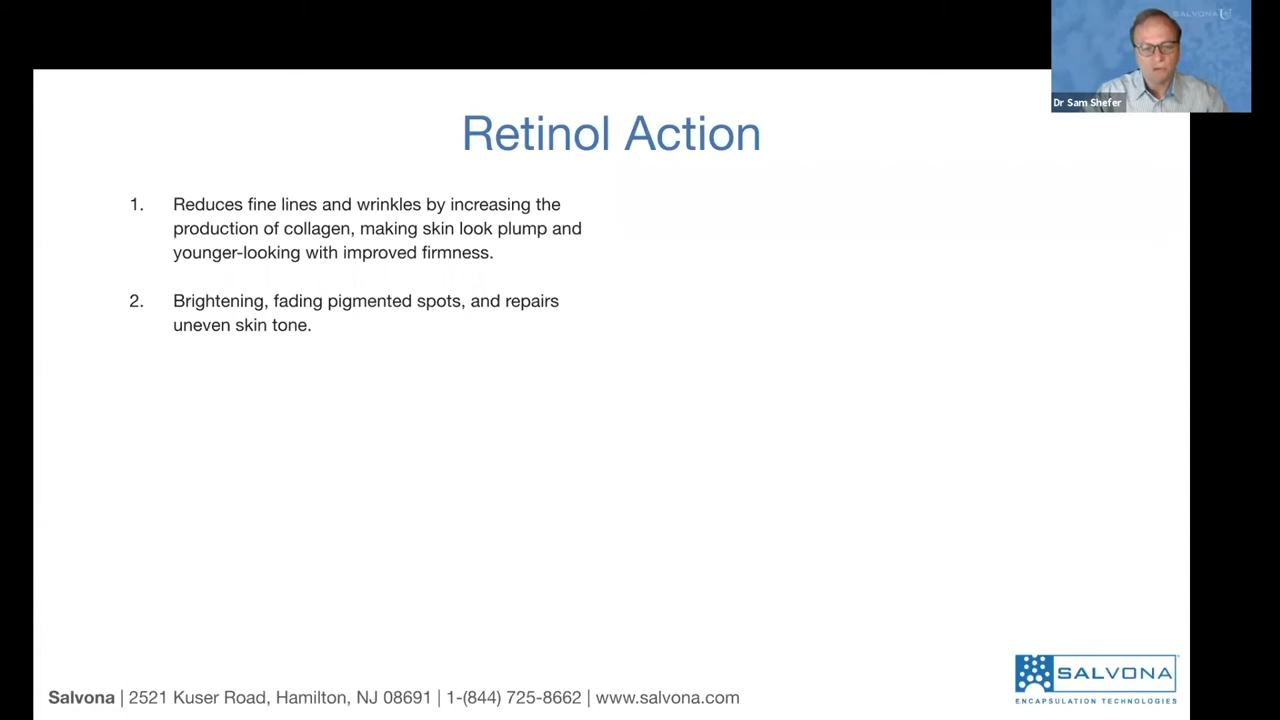 SALVONA U
Dr Sam Shefer
Retinol Action
1. Reduces fine lines and wrinkles by increasing the
production of collagen, making skin look plump and
younger-looking with improved firmness.
2. Brightening, fading pigmented spots, and repairs
uneven skin tone.
SALVONA
ENCAPSULATION TECHNOLOGIES
Salvona | 2521 Kuser Road, Hamilton, NJ 08691 | 1-(844) 725-8662 | www.salvona.com